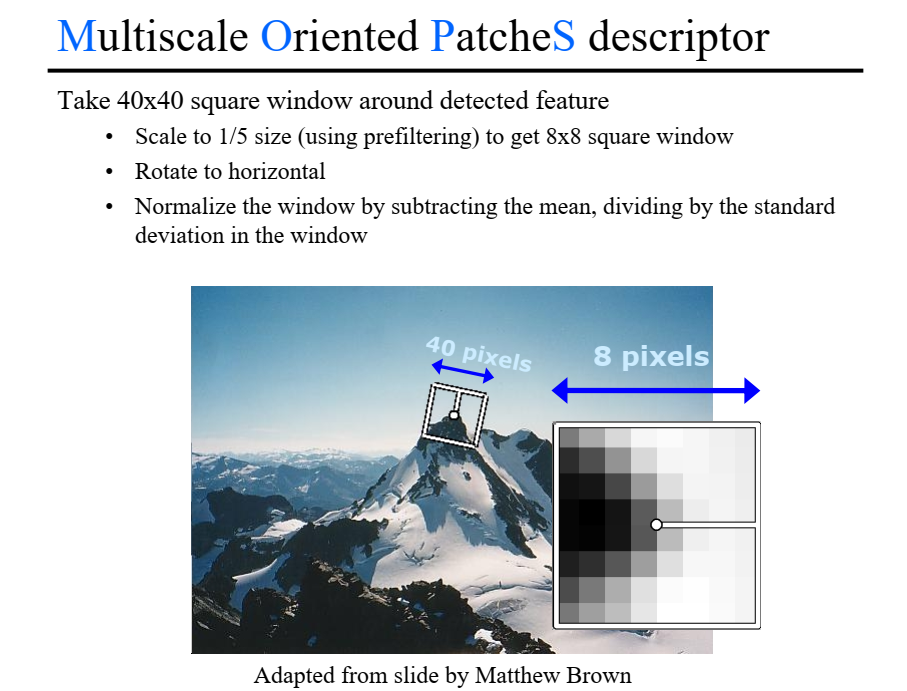 Multiscale Oriented PatcheS descriptor
Take 40x40 square window around detected feature
• Scale to 1/5 size (using prefiltering) to get 8x8 square window
• Rotate to horizontal
• Normalize the window by subtracting the mean, dividing by the standard
deviation in the window
40 pixels
8 pixels
Adapted from slide by Matthew Brown